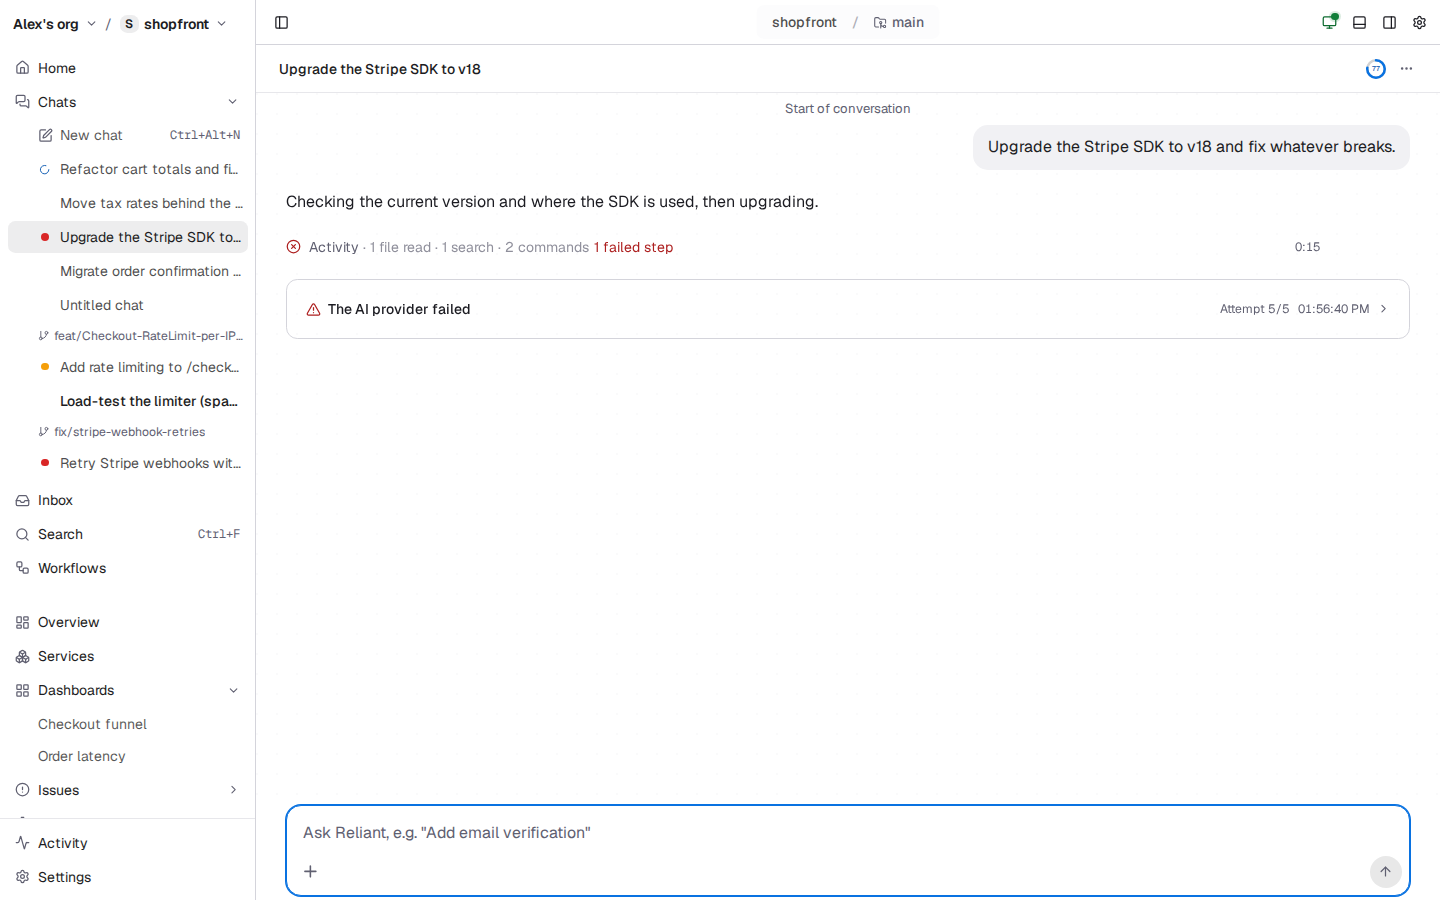 Alex's org / S shopfront
shopfront / main
Home
Upgrade the Stripe SDK to v18
77
Chats
Start of conversation
New chat Ctrl+Alt+N
Upgrade the Stripe SDK to v18 and fix whatever breaks.
Refactor cart totals and fi...
Move tax rates behind the ...
Checking the current version and where the SDK is used, then upgrading.
Upgrade the Stripe SDK to...
Activity · 1 file read · 1 search · 2 commands 1 failed step 0:15
Migrate order confirmation ...
Untitled chat
The AI provider failed Attempt 5/5 01:56:40 PM
feat/Checkout-RateLimit-per-IP...
Add rate limiting to /check...
Load-test the limiter (spa...
fix/stripe-webhook-retries
Retry Stripe webhooks wit...
Inbox
Search Ctrl+F
Workflows
Overview
Services
Dashboards
Checkout funnel
Order latency
Issues
Ask Reliant, e.g. "Add email verification"
Activity
Settings